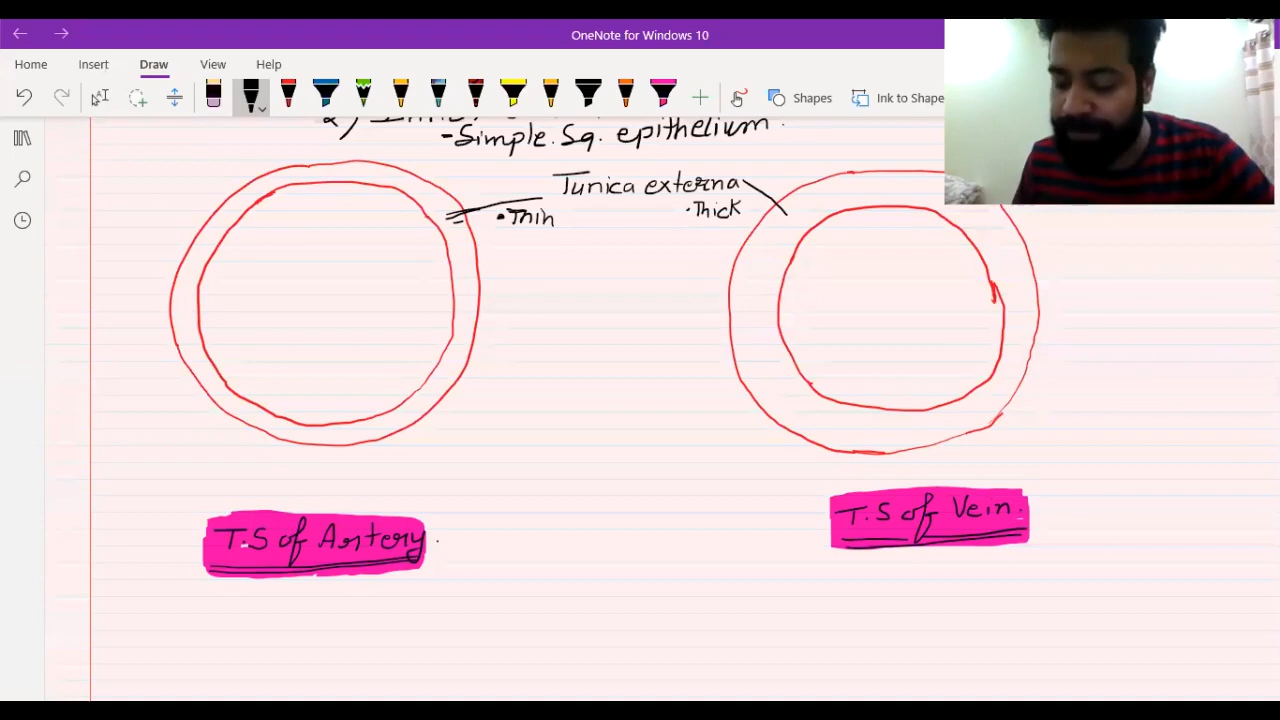 OneNote for Windows 10
Home Insert Draw View Help
Shapes Ink to Shape
- Simple. Sq. epithelium.
Tunica externa
• Thin • Thick
T.S of Artery.
T.S of Vein.